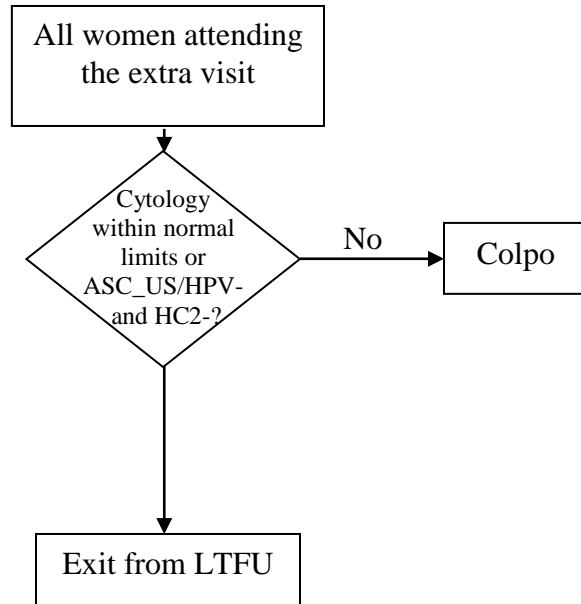 All women attending
the extra visit
Cytology
within normal
limits or
ASC_US/HPV-
and HC2-?
No
Colpo
Exit from LTFU